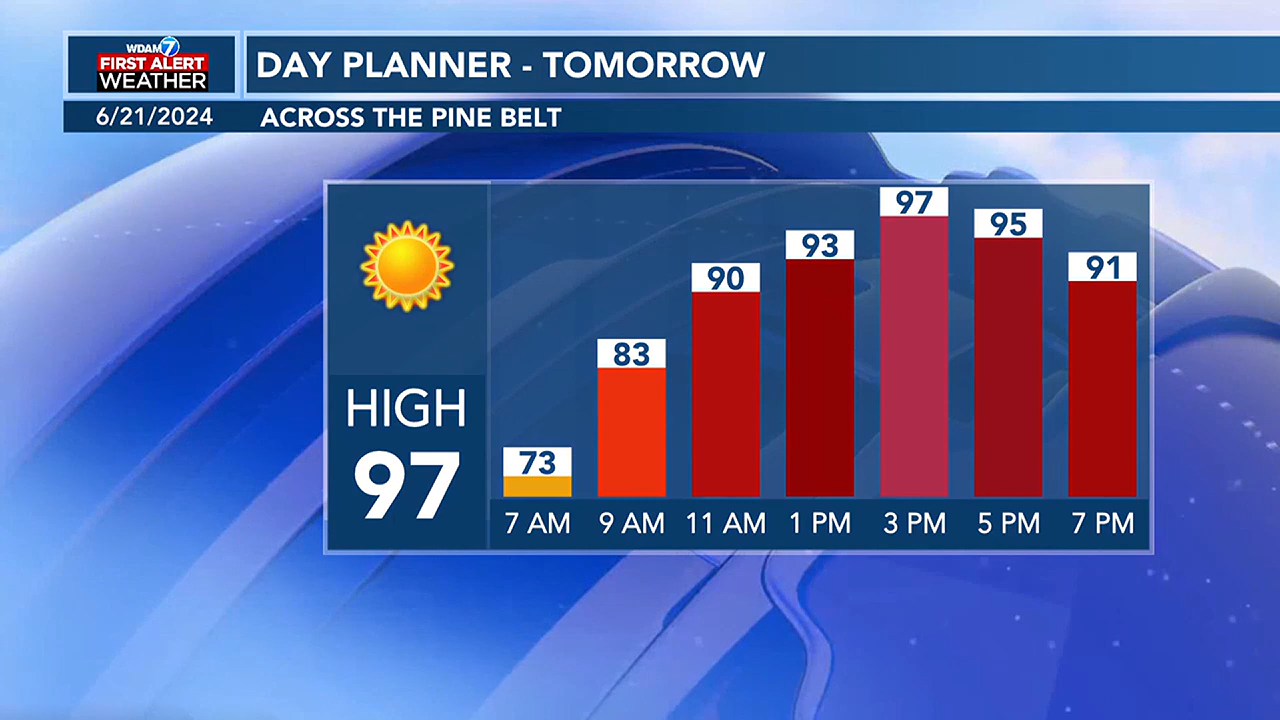 WDAM 7
FIRST ALERT
WEATHER
DAY PLANNER - TOMORROW
6/21/2024
ACROSS THE PINE BELT
HIGH
97
73
83
90
93
97
95
91
7 AM
9 AM
11 AM
1 PM
3 PM
5 PM
7 PM